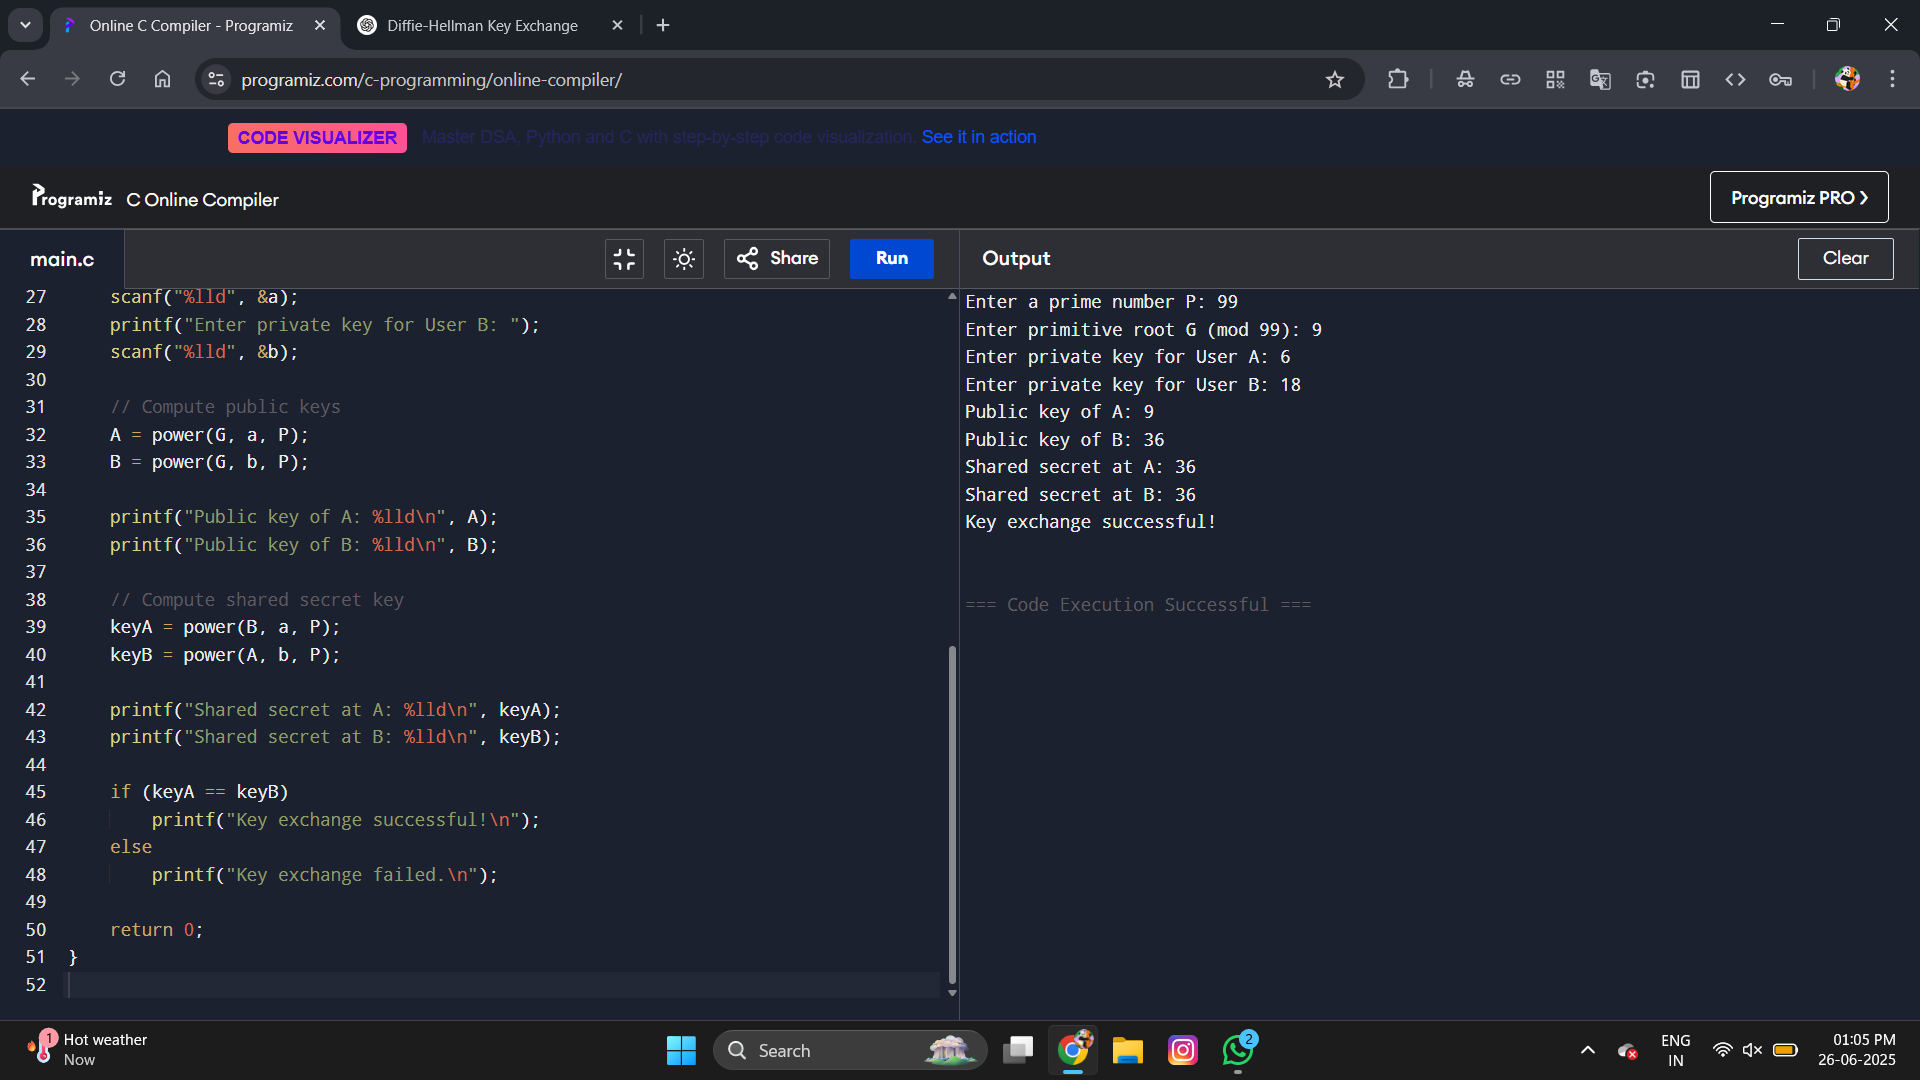 Online C Compiler - Programiz
Diffie-Hellman Key Exchange
programiz.com/c-programming/online-compiler/
CODE VISUALIZER Master DSA, Python and C with step-by-step code visualization. See it in action
Programiz C Online Compiler
Programiz PRO
main.c
Share
Run
Output
Clear
27 scanf("%lld", &a);
28 printf("Enter private key for User B: ");
29 scanf("%lld", &b);
30
31 // Compute public keys
32 A = power(G, a, P);
33 B = power(G, b, P);
34
35 printf("Public key of A: %lld\n", A);
36 printf("Public key of B: %lld\n", B);
37
38 // Compute shared secret key
39 keyA = power(B, a, P);
40 keyB = power(A, b, P);
41
42 printf("Shared secret at A: %lld\n", keyA);
43 printf("Shared secret at B: %lld\n", keyB);
44
45 if (keyA == keyB)
46 printf("Key exchange successful!\n");
47 else
48 printf("Key exchange failed.\n");
49
50 return 0;
51 }
52
Enter a prime number P: 99
Enter primitive root G (mod 99): 9
Enter private key for User A: 6
Enter private key for User B: 18
Public key of A: 9
Public key of B: 36
Shared secret at A: 36
Shared secret at B: 36
Key exchange successful!
=== Code Execution Successful ===
1
Hot weather
Now
Search
2
ENG
IN
01:05 PM
26-06-2025